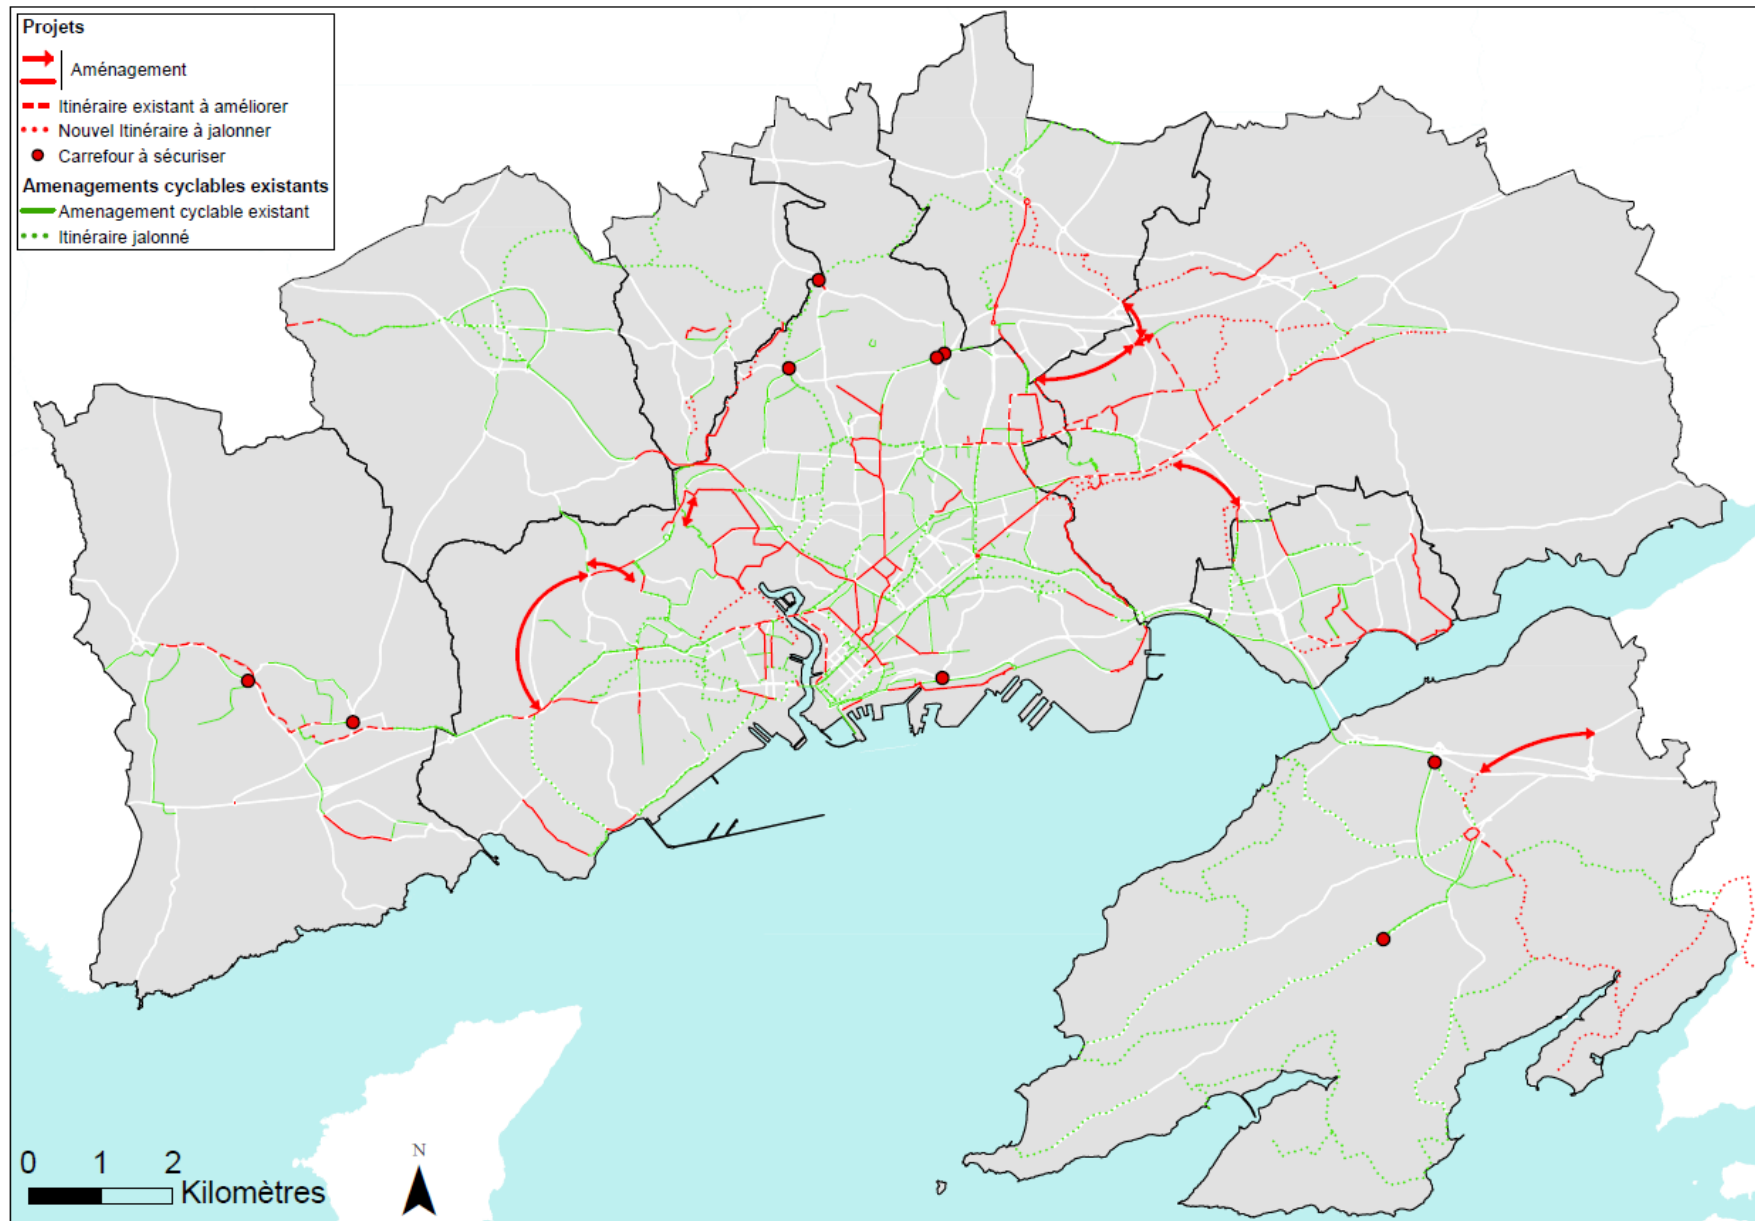 Projets
Aménagement
Itinéraire existant à améliorer
Nouvel Itinéraire à jalonner
Carrefour à sécuriser
Amenagements cyclables existants
Amenagement cyclable existant
Itinéraire jalonné
N
0 1 2
Kilomètres